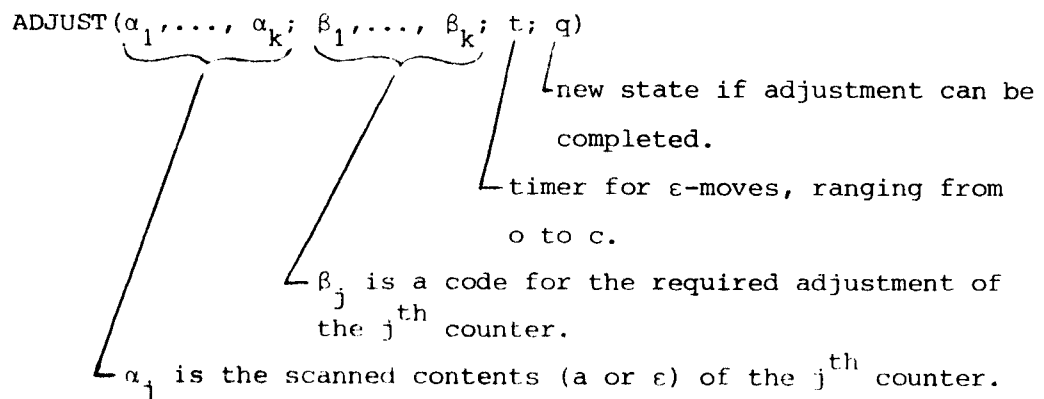 ADJUST(α₁,..., αₖ; β₁,..., βₖ; t; q)
new state if adjustment can be
completed.
timer for ε-moves, ranging from
o to c.
βⱼ is a code for the required adjustment of
the jᵗʰ counter.
αⱼ is the scanned contents (a or ε) of the jᵗʰ counter.